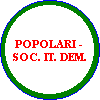 POPOLARI -
SOC. IT. DEM.